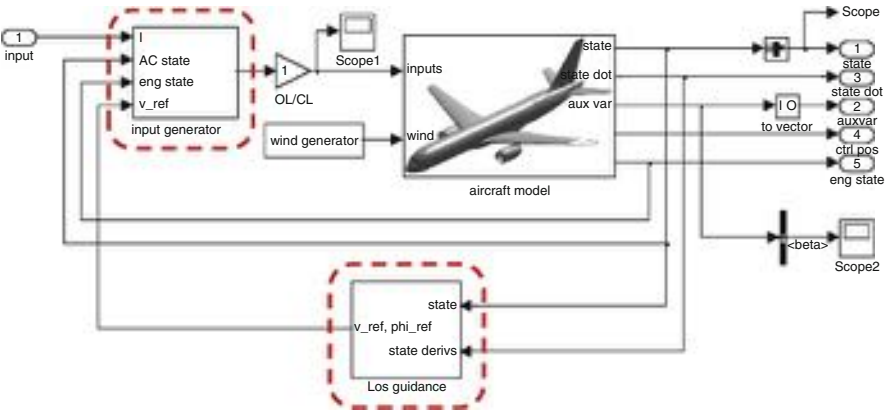 1
input
I
AC state
eng state
v_ref
input generator
1
OL/CL
Scope1
wind generator
inputs
wind
state
state dot
aux var
aircraft model
Scope
1
state
3
state dot
I O
to vector
2
auxvar
4
ctrl pos
5
eng state
<beta>
Scope2
state
v_ref, phi_ref
state derivs
Los guidance